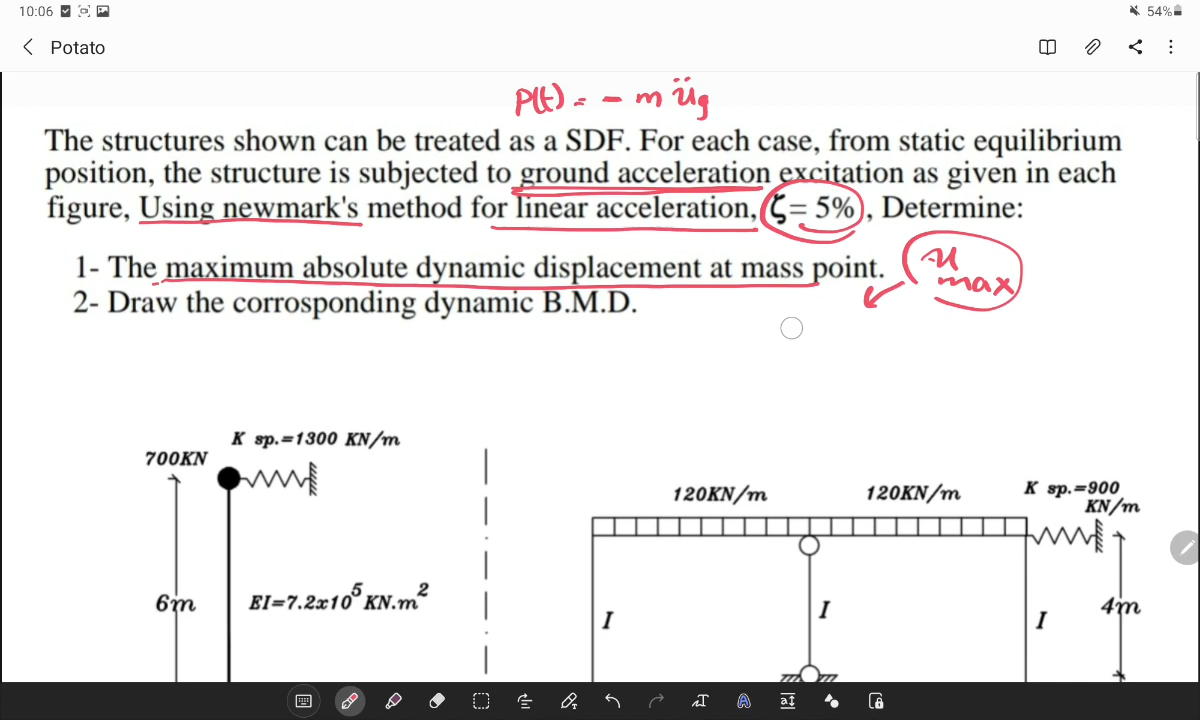 10:06
54%
Potato
P(t) = - m üg
The structures shown can be treated as a SDF. For each case, from static equilibrium
position, the structure is subjected to ground acceleration excitation as given in each
figure, Using newmark's method for linear acceleration, ζ= 5% , Determine:
1- The maximum absolute dynamic displacement at mass point.
u max
2- Draw the corrosponding dynamic B.M.D.
K sp.=1300 KN/m
700KN
6m
EI=7.2x10⁵ KN.m²
120KN/m
120KN/m
K sp.=900
KN/m
I
I
I
4m